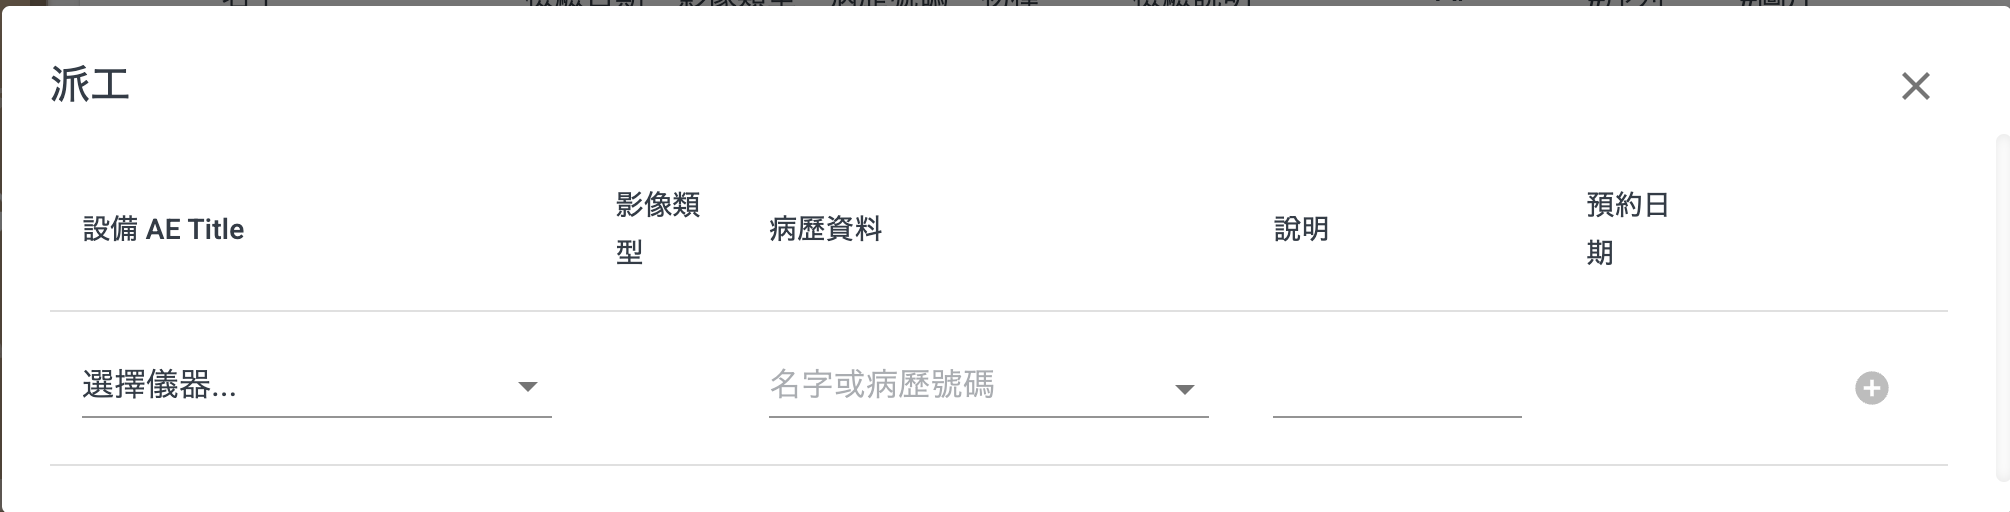 派工
設備 AE Title
影像類
型
病歷資料
說明
預約日
期
選擇儀器...
名字或病歷號碼